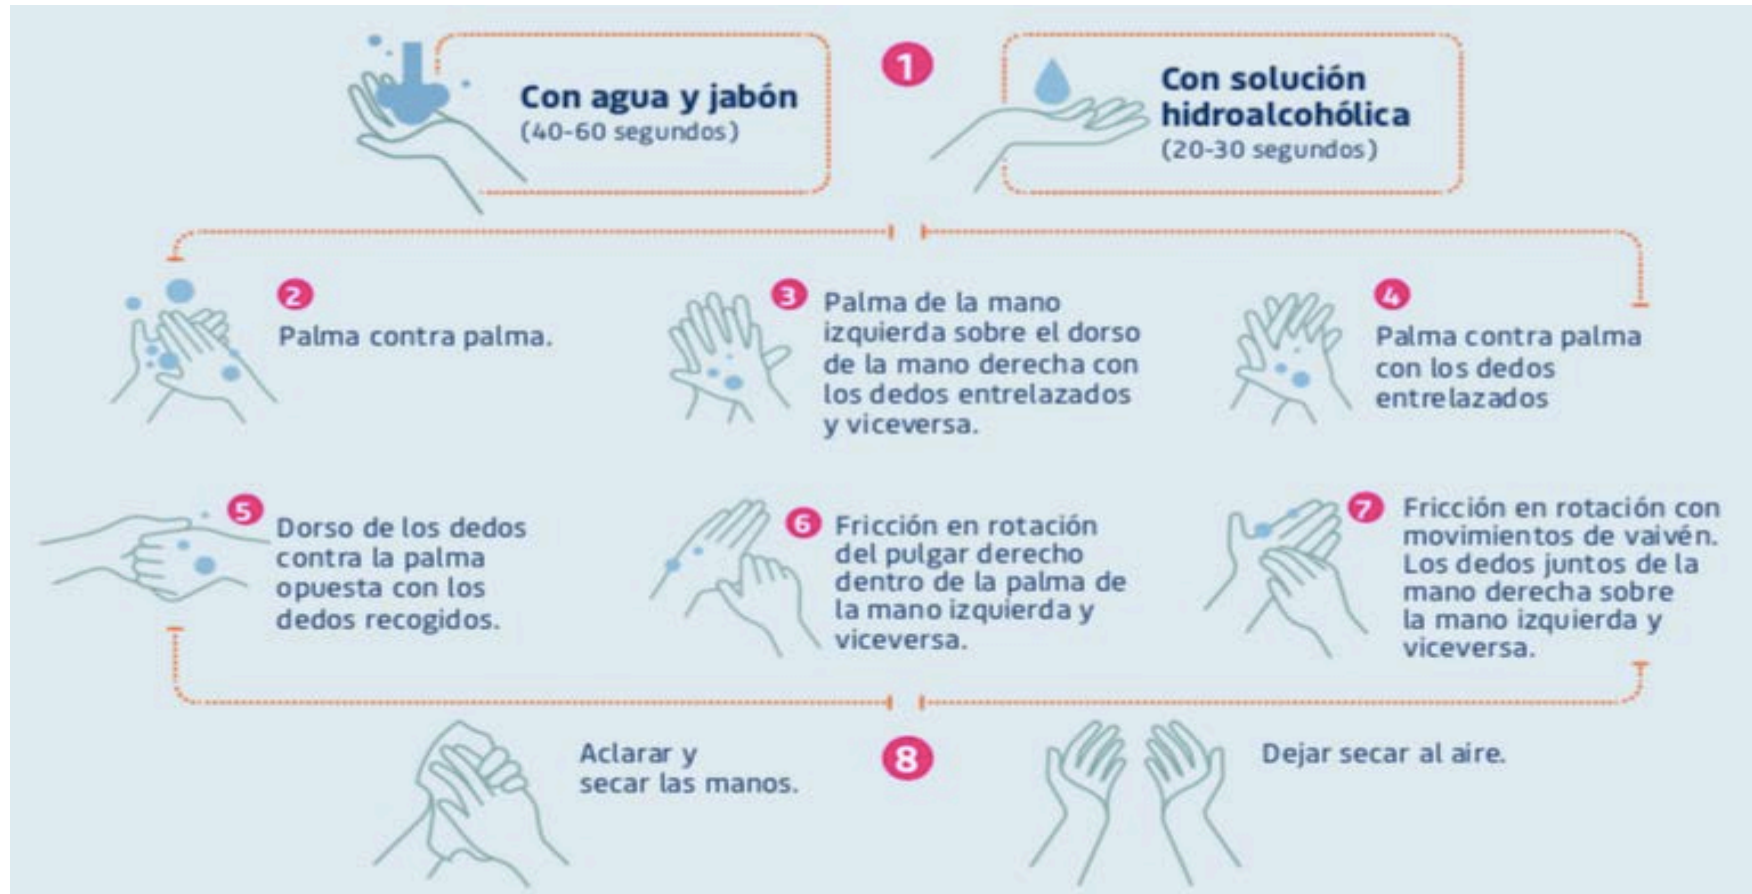 1
Con agua y jabón
(40-60 segundos)
Con solución
hidroalcohólica
(20-30 segundos)
2
Palma contra palma.
3
Palma de la mano
izquierda sobre el dorso
de la mano derecha con
los dedos entrelazados
y viceversa.
4
Palma contra palma
con los dedos
entrelazados
5
Dorso de los dedos
contra la palma
opuesta con los
dedos recogidos.
6
Fricción en rotación
del pulgar derecho
dentro de la palma de
la mano izquierda y
viceversa.
7
Fricción en rotación con
movimientos de vaivén.
Los dedos juntos de la
mano derecha sobre
la mano izquierda y
viceversa.
8
Aclarar y
secar las manos.
Dejar secar al aire.